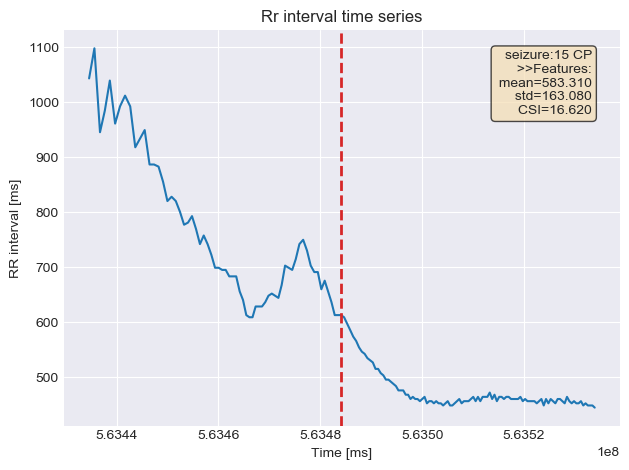 Rr interval time series
seizure:15 CP
>>Features:
mean=583.310
std=163.080
CSI=16.620
RR interval [ms]
1100
1000
900
800
700
600
500
5.6344
5.6346
5.6348
5.6350
5.6352
1e8
Time [ms]